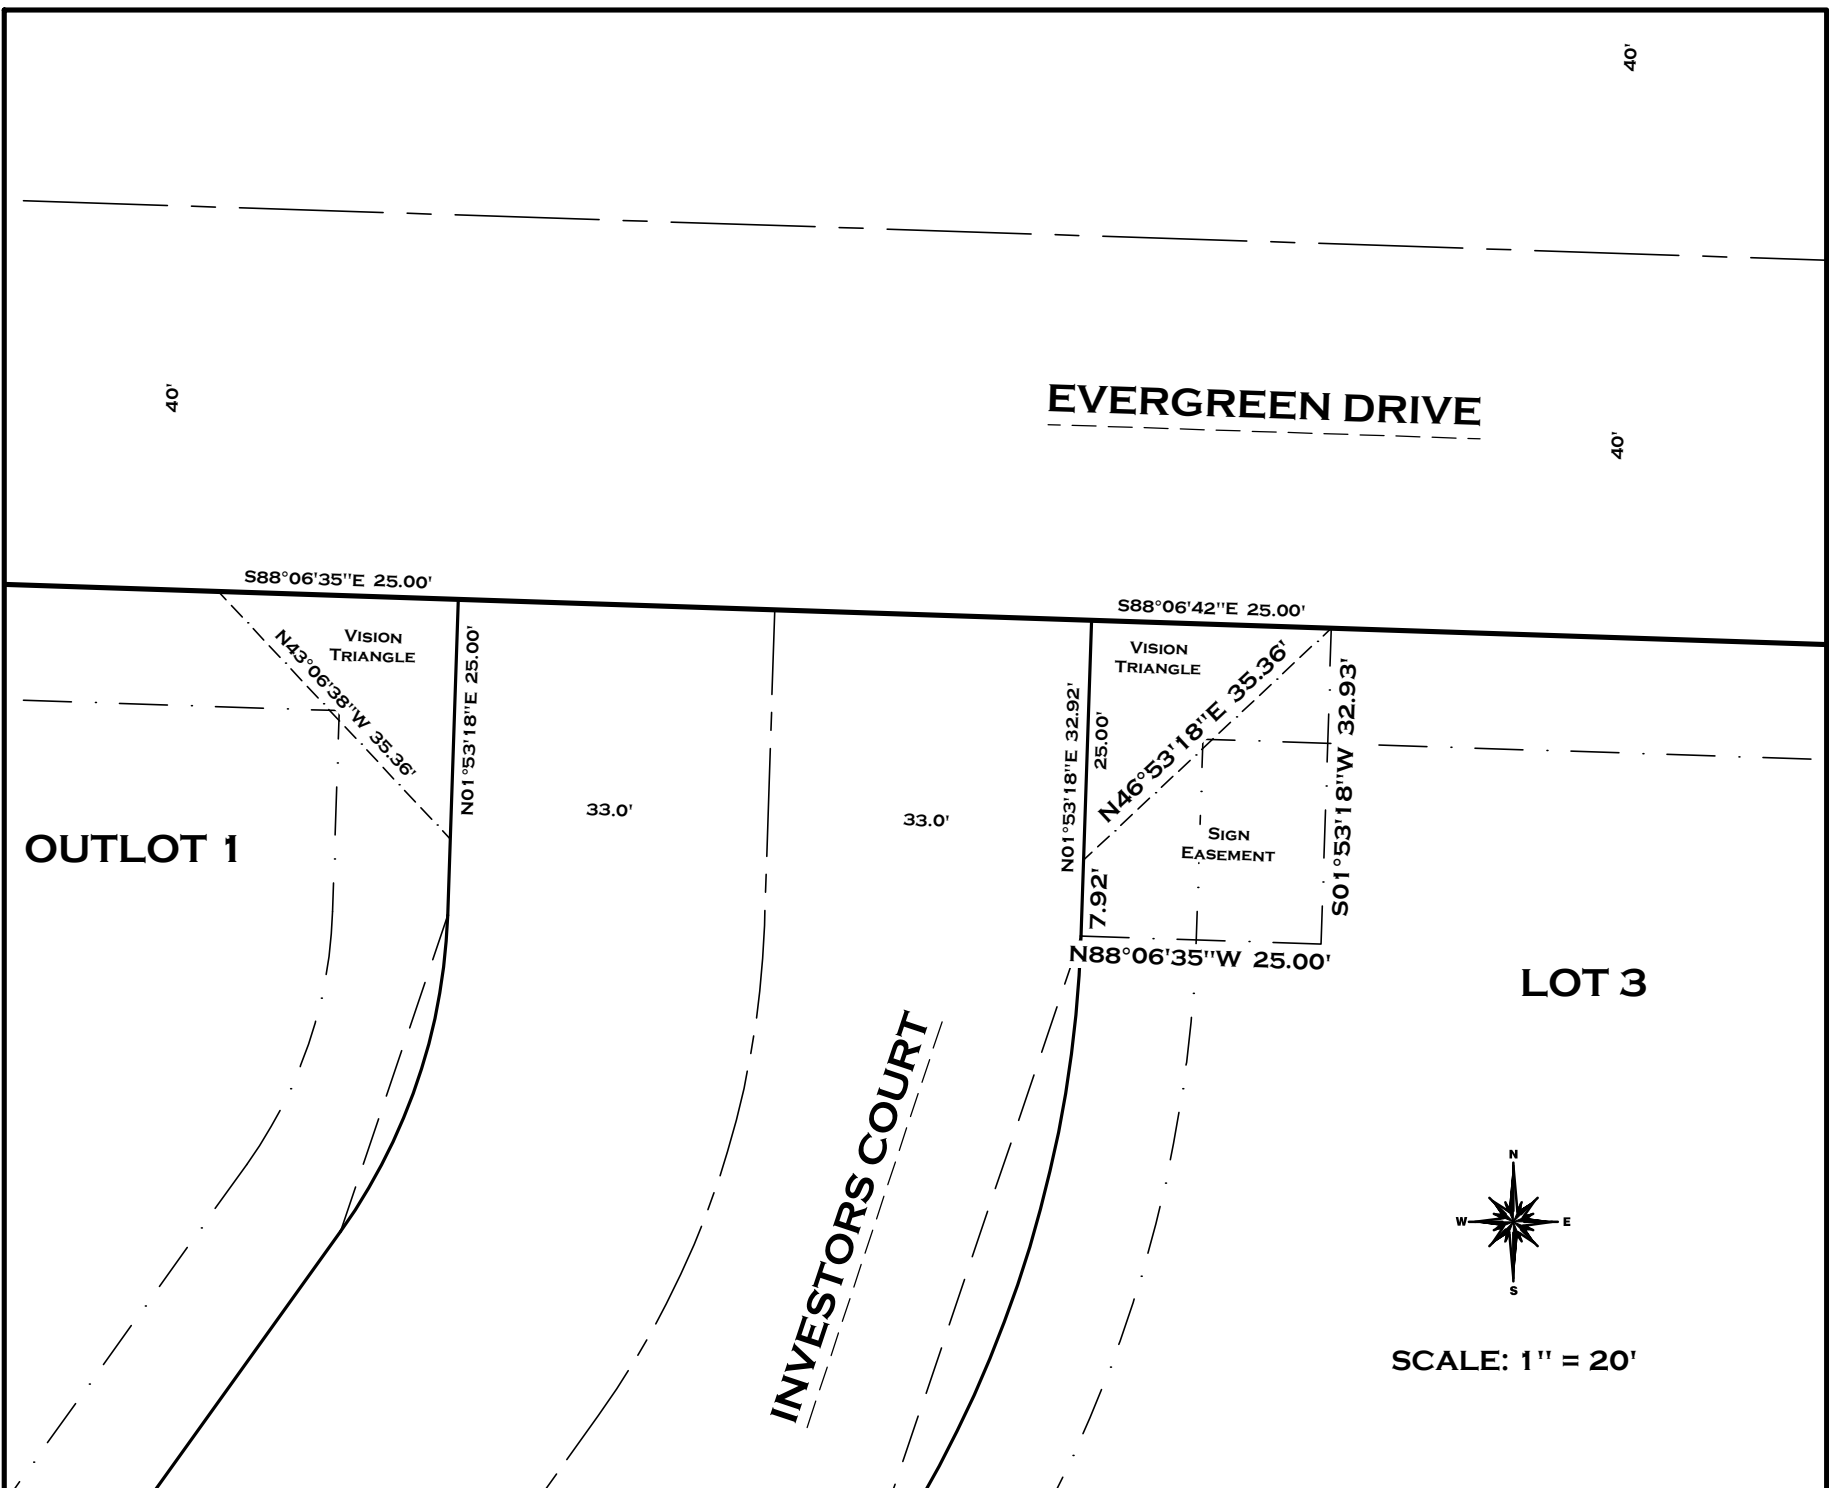 40'
40'
EVERGREEN DRIVE
40'
S88°06'35"E 25.00'
S88°06'42"E 25.00'
VISION
TRIANGLE
N43°06'38"W 35.36'
N01°53'18"E 25.00'
VISION
TRIANGLE
N46°53'18"E 35.36'
N01°53'18"E 32.92'
25.00'
S01°53'18"W 32.93'
33.0'
33.0'
OUTLOT 1
SIGN
EASEMENT
7.92'
N88°06'35"W 25.00'
LOT 3
INVESTORS COURT
N
W
E
S
SCALE: 1" = 20'